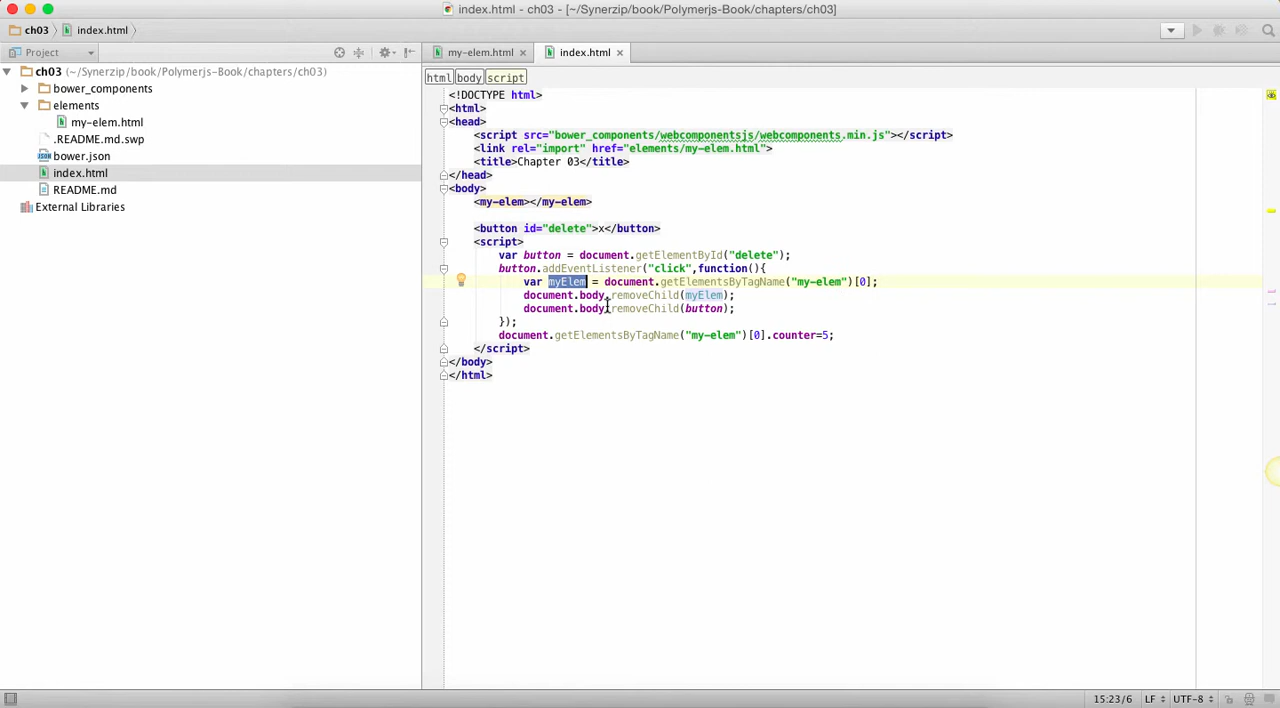 index.html - ch03 - [~/Synerzip/book/Polymerjs-Book/chapters/ch03]
ch03 index.html
Project
my-elem.html index.html
ch03 (~/Synerzip/book/Polymerjs-Book/chapters/ch03)
bower_components
elements
my-elem.html
.README.md.swp
bower.json
index.html
README.md
External Libraries
html body script
<!DOCTYPE html>
<html>
<head>
<script src="bower_components/webcomponentsjs/webcomponents.min.js"></script>
<link rel="import" href="elements/my-elem.html">
<title>Chapter 03</title>
</head>
<body>
<my-elem></my-elem>
<button id="delete">x</button>
<script>
var button = document.getElementById("delete");
button.addEventListener("click",function(){
var myElem = document.getElementsByTagName("my-elem")[0];
document.body.removeChild(myElem);
document.body.removeChild(button);
});
document.getElementsByTagName("my-elem")[0].counter=5;
</script>
</body>
</html>
15:23/6 LF UTF-8